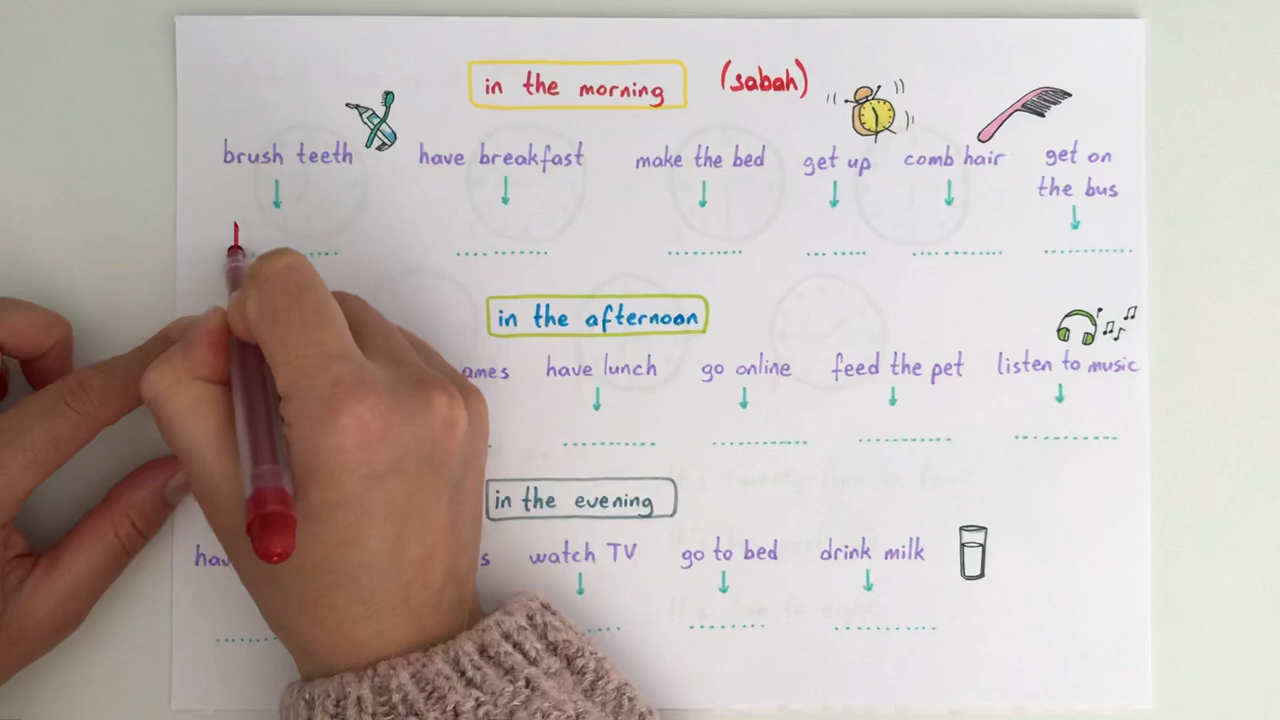 in the morning (sabah)
brush teeth have breakfast make the bed get up comb hair get on the bus
in the afternoon
have lunch go online feed the pet listen to music
in the evening
watch TV go to bed drink milk